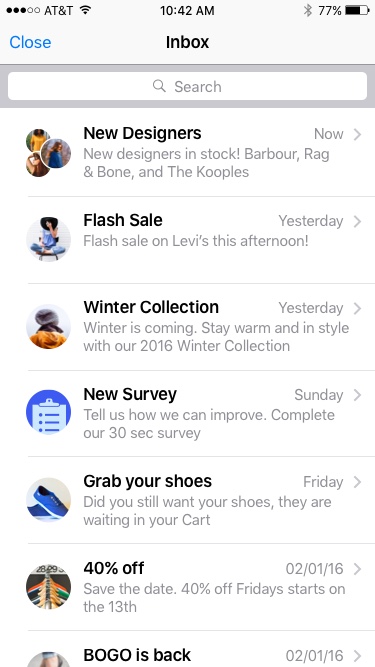 AT&T 10:42 AM 77%
Close Inbox
Search
New Designers Now
New designers in stock! Barbour, Rag
& Bone, and The Kooples
Flash Sale Yesterday
Flash sale on Levi's this afternoon!
Winter Collection Yesterday
Winter is coming. Stay warm and in style
with our 2016 Winter Collection
New Survey Sunday
Tell us how we can improve. Complete
our 30 sec survey
Grab your shoes Friday
Did you still want your shoes, they are
waiting in your Cart
40% off 02/01/16
Save the date. 40% off Fridays starts on
the 13th
BOGO is back 02/01/16